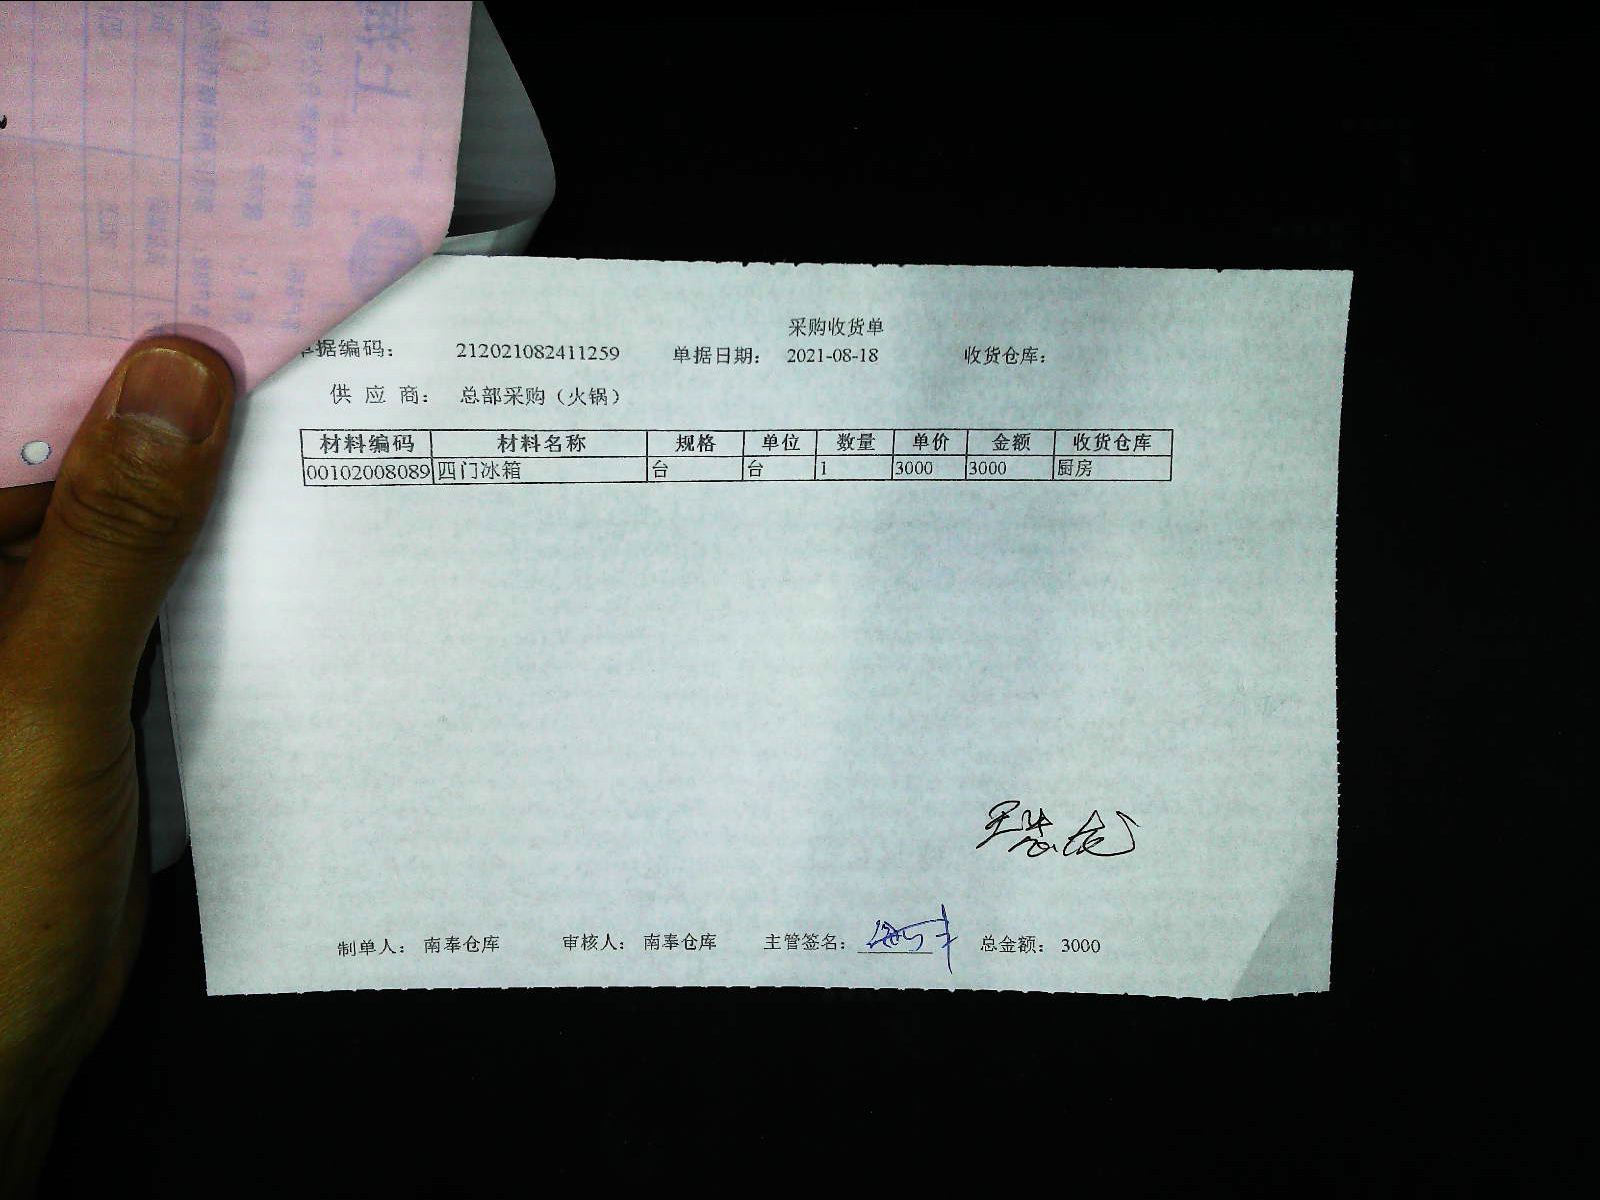 采购收货单
单据编码： 212021082411259 单据日期： 2021-08-18 收货仓库：
供 应 商： 总部采购（火锅）
材料编码 材料名称 规格 单位 数量 单价 金额 收货仓库
00102008089 四门冰箱 台 台 1 3000 3000 厨房
制单人： 南奉仓库 审核人： 南奉仓库 主管签名： 总金额： 3000